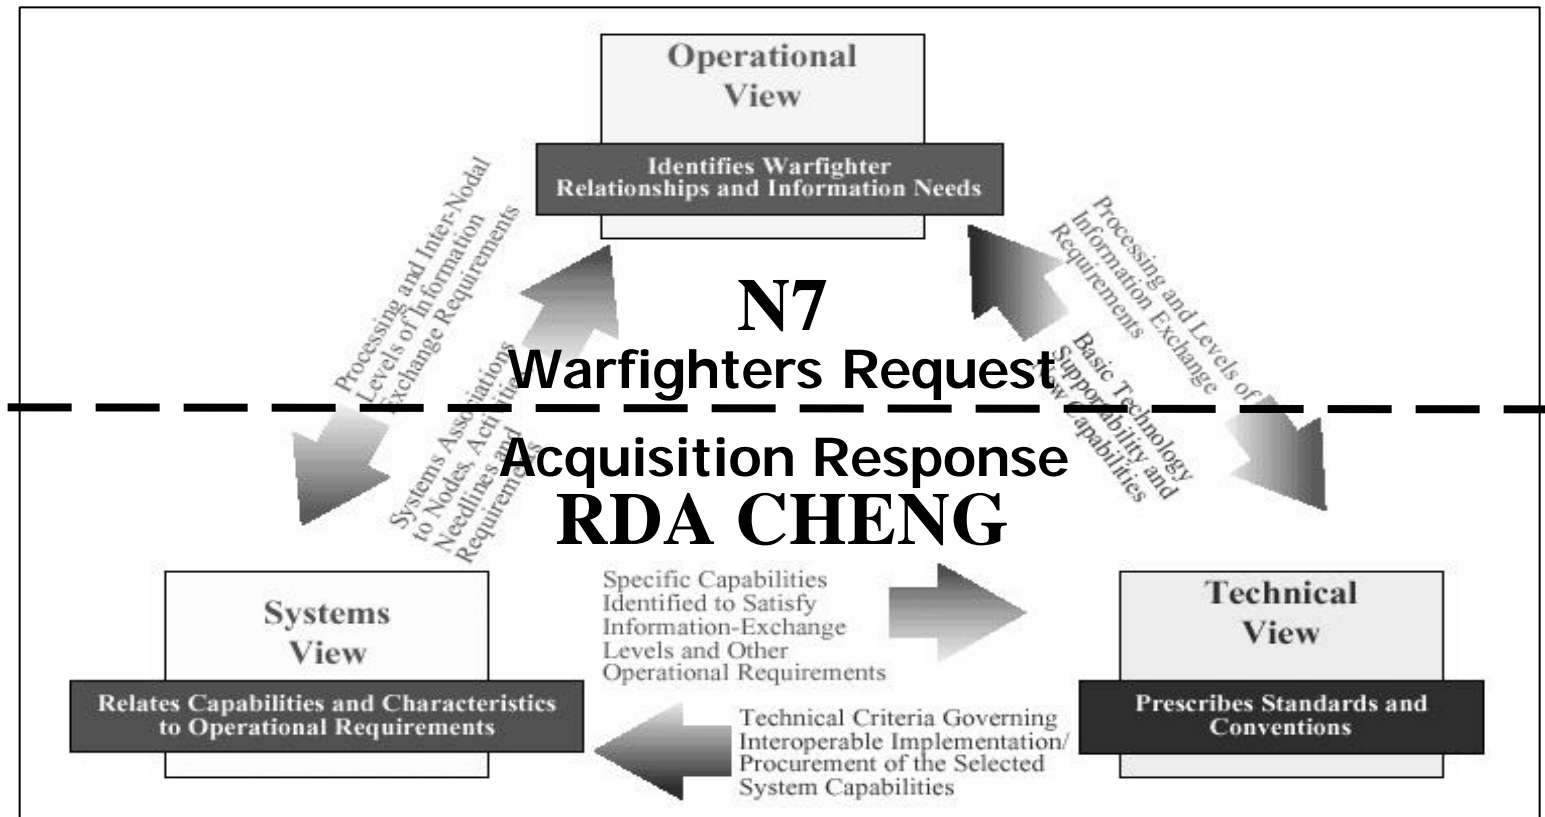 Operational
View
Identifies Warfighter
Relationships and Information Needs
Processing and Inter-Nodal
Levels of Information
Exchange Requirements
Processing and Levels of
Information Exchange
Requirements
N7
Warfighters Request
Systems Associations
to Nodes, Activities
Needlines and
Requirements
Basic Technology
Supportability and
New Capabilities
Acquisition Response
RDA CHENG
Systems
View
Relates Capabilities and Characteristics
to Operational Requirements
Specific Capabilities
Identified to Satisfy
Information-Exchange
Levels and Other
Operational Requirements
Technical
View
Prescribes Standards and
Conventions
Technical Criteria Governing
Interoperable Implementation/
Procurement of the Selected
System Capabilities